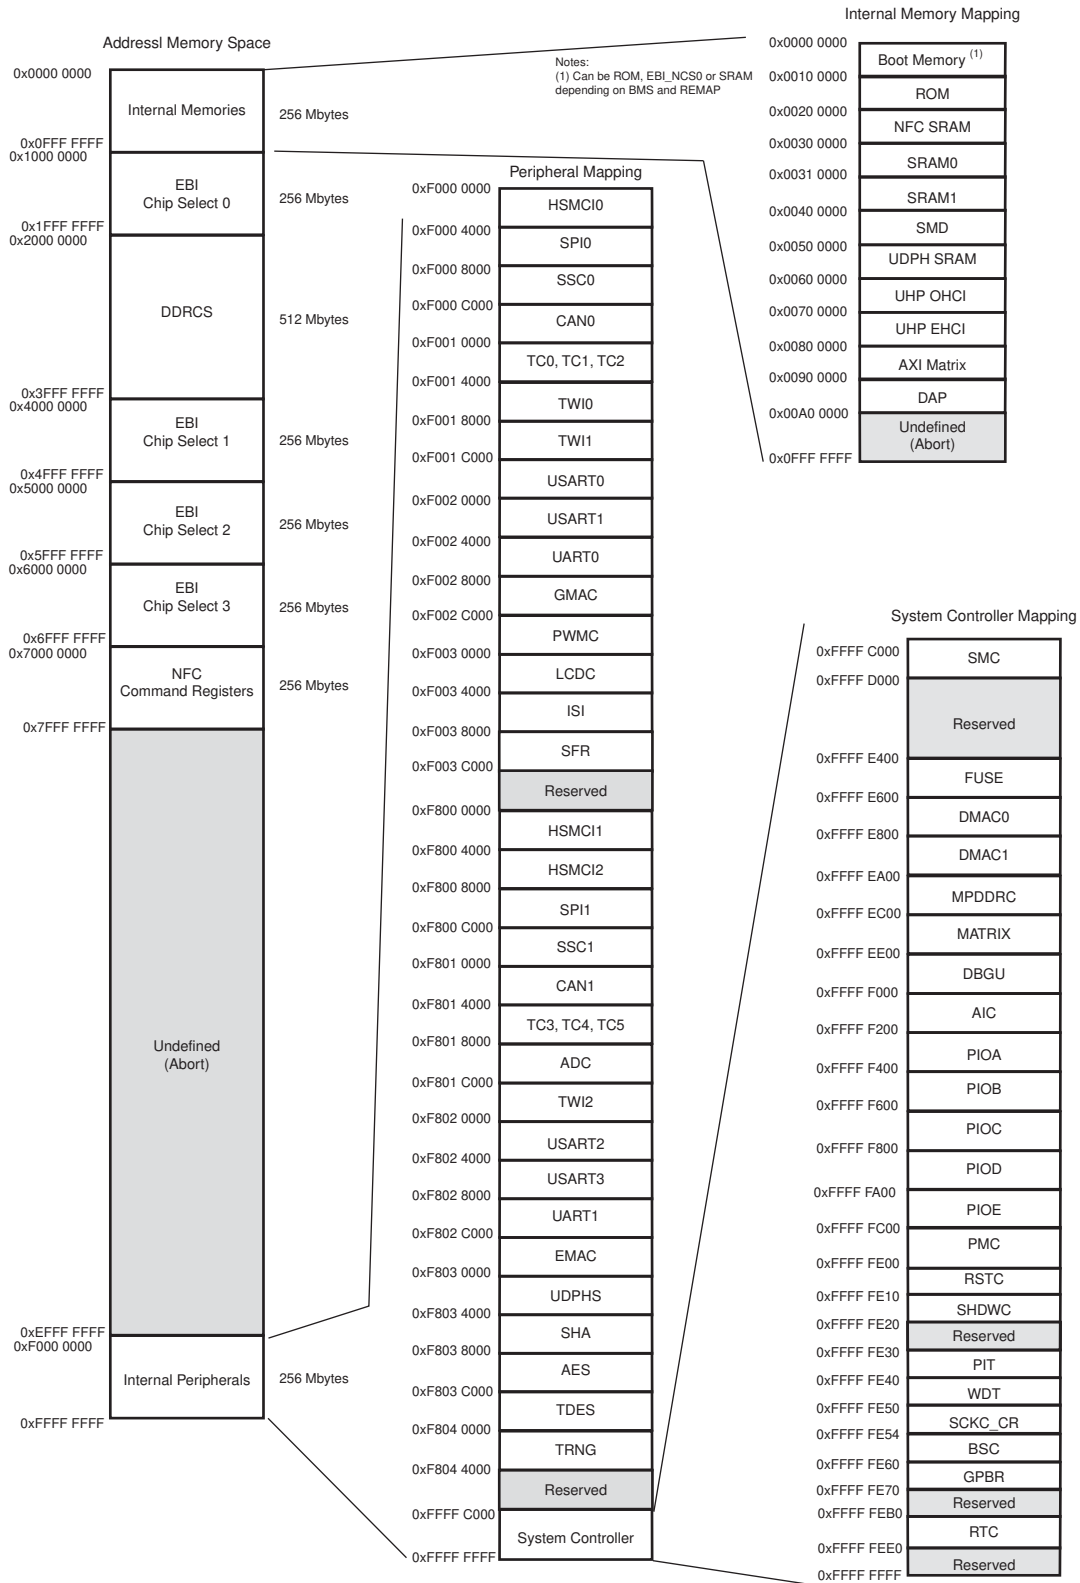 Addressl Memory Space
0x0000 0000
Internal Memories
256 Mbytes
0x0FFF FFFF
0x1000 0000
EBI
Chip Select 0
256 Mbytes
0x1FFF FFFF
0x2000 0000
DDRCS
512 Mbytes
0x3FFF FFFF
0x4000 0000
EBI
Chip Select 1
256 Mbytes
0x4FFF FFFF
0x5000 0000
EBI
Chip Select 2
256 Mbytes
0x5FFF FFFF
0x6000 0000
EBI
Chip Select 3
256 Mbytes
0x6FFF FFFF
0x7000 0000
NFC
Command Registers
256 Mbytes
0x7FFF FFFF
Undefined
(Abort)
0xEFFF FFFF
0xF000 0000
Internal Peripherals
256 Mbytes
0xFFFF FFFF
Notes:
(1) Can be ROM, EBI_NCS0 or SRAM
depending on BMS and REMAP
Peripheral Mapping
0xF000 0000
HSMCI0
0xF000 4000
SPI0
0xF000 8000
SSC0
0xF000 C000
CAN0
0xF001 0000
TC0, TC1, TC2
0xF001 4000
TWI0
0xF001 8000
TWI1
0xF001 C000
USART0
0xF002 0000
USART1
0xF002 4000
UART0
0xF002 8000
GMAC
0xF002 C000
PWMC
0xF003 0000
LCDC
0xF003 4000
ISI
0xF003 8000
SFR
0xF003 C000
Reserved
0xF800 0000
HSMCI1
0xF800 4000
HSMCI2
0xF800 8000
SPI1
0xF800 C000
SSC1
0xF801 0000
CAN1
0xF801 4000
TC3, TC4, TC5
0xF801 8000
ADC
0xF801 C000
TWI2
0xF802 0000
USART2
0xF802 4000
USART3
0xF802 8000
UART1
0xF802 C000
EMAC
0xF803 0000
UDPHS
0xF803 4000
SHA
0xF803 8000
AES
0xF803 C000
TDES
0xF804 0000
TRNG
0xF804 4000
Reserved
0xFFFF C000
System Controller
0xFFFF FFFF
Internal Memory Mapping
0x0000 0000
Boot Memory (1)
0x0010 0000
ROM
0x0020 0000
NFC SRAM
0x0030 0000
SRAM0
0x0031 0000
SRAM1
0x0040 0000
SMD
0x0050 0000
UDPH SRAM
0x0060 0000
UHP OHCI
0x0070 0000
UHP EHCI
0x0080 0000
AXI Matrix
0x0090 0000
DAP
0x00A0 0000
Undefined
(Abort)
0x0FFF FFFF
System Controller Mapping
0xFFFF C000
SMC
0xFFFF D000
Reserved
0xFFFF E400
FUSE
0xFFFF E600
DMAC0
0xFFFF E800
DMAC1
0xFFFF EA00
MPDDRC
0xFFFF EC00
MATRIX
0xFFFF EE00
DBGU
0xFFFF F000
AIC
0xFFFF F200
PIOA
0xFFFF F400
PIOB
0xFFFF F600
PIOC
0xFFFF F800
PIOD
0xFFFF FA00
PIOE
0xFFFF FC00
PMC
0xFFFF FE00
RSTC
0xFFFF FE10
SHDWC
0xFFFF FE20
Reserved
0xFFFF FE30
PIT
0xFFFF FE40
WDT
0xFFFF FE50
SCKC_CR
0xFFFF FE54
BSC
0xFFFF FE60
GPBR
0xFFFF FE70
Reserved
0xFFFF FEB0
RTC
0xFFFF FEE0
Reserved
0xFFFF FFFF